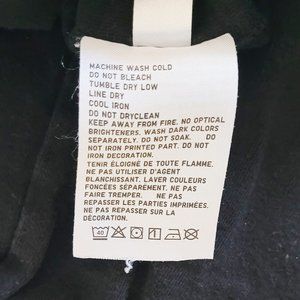 MACHINE WASH COLD
DO NOT BLEACH
TUMBLE DRY LOW
LINE DRY
COOL IRON
DO NOT DRYCLEAN
KEEP AWAY FROM FIRE. NO OPTICAL
BRIGHTENERS. WASH DARK COLORS
SEPARATELY. DO NOT SOAK. DO
NOT IRON PRINTED PART. DO NOT
IRON DECORATION.
TENIR ÉLOIGNÉ DE TOUTE FLAMME.
NE PAS UTILISER D'AGENT
BLANCHISSANT. LAVER COULEURS
FONCÉES SÉPAREMENT. NE PAS
FAIRE TREMPER. NE PAS
REPASSER LES PARTIES IMPRIMÉES.
NE PAS REPASSER SUR LA
DÉCORATION.
40